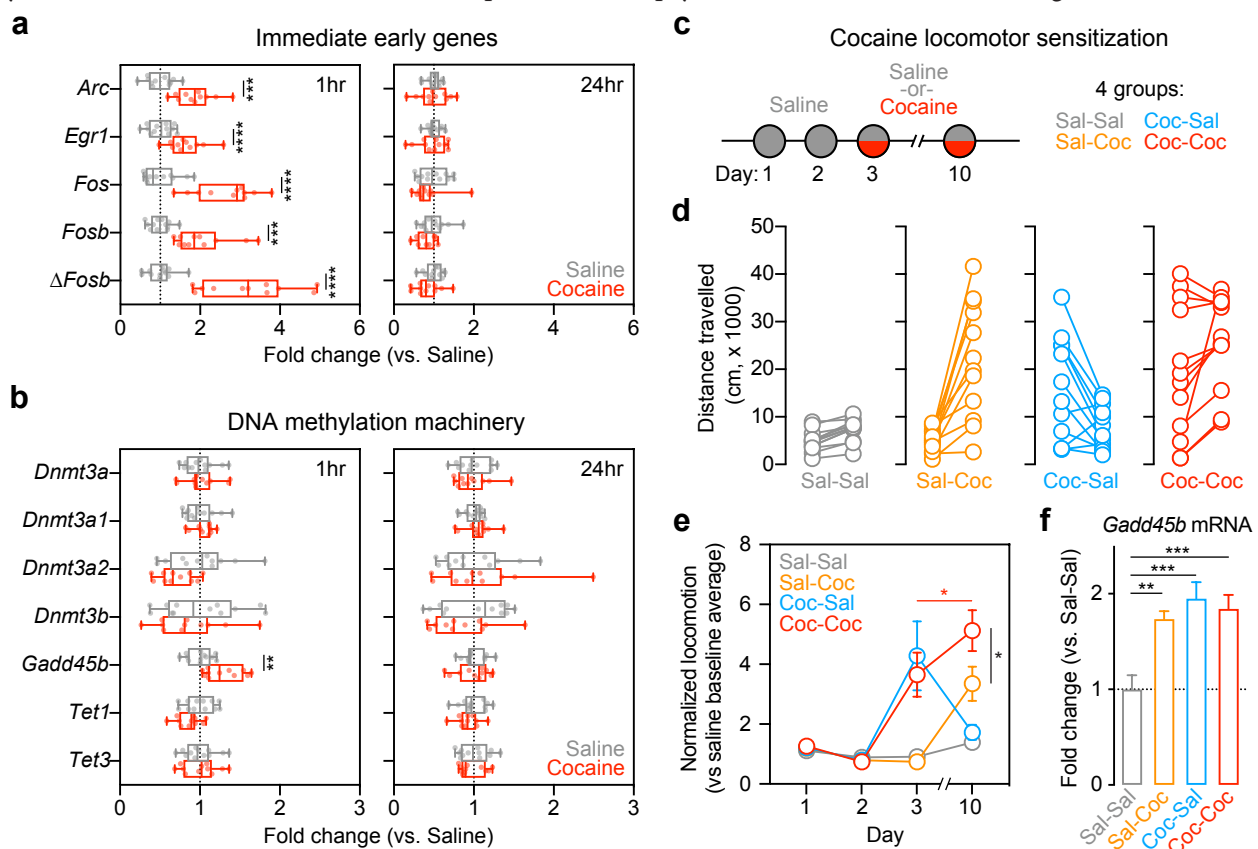 a
Immediate early genes
1hr
24hr
Arc
***
Egr1
****
Fos
****
Fosb
***
ΔFosb
****
Saline
Cocaine
0 2 4 6
0 2 4 6
Fold change (vs. Saline)
b
DNA methylation machinery
1hr
24hr
Dnmt3a
Dnmt3a1
Dnmt3a2
Dnmt3b
Gadd45b
**
Tet1
Tet3
Saline
Cocaine
0 1 2 3
0 1 2 3
Fold change (vs. Saline)
c
Cocaine locomotor sensitization
Saline
Saline
-or-
Cocaine
4 groups:
Sal-Sal Coc-Sal
Sal-Coc Coc-Coc
Day: 1 2 3 10
d
Distance travelled
(cm, x 1000)
50
40
30
20
10
0
Sal-Sal
Sal-Coc
Coc-Sal
Coc-Coc
e
Normalized locomotion
(vs saline baseline average)
8
6
4
2
0
Sal-Sal
Sal-Coc
Coc-Sal
Coc-Coc
*
*
1 2 3 10
Day
f
Gadd45b mRNA
Fold change (vs. Sal-Sal)
2
1
0
***
***
**
Sal-Sal
Sal-Coc
Coc-Sal
Coc-Coc